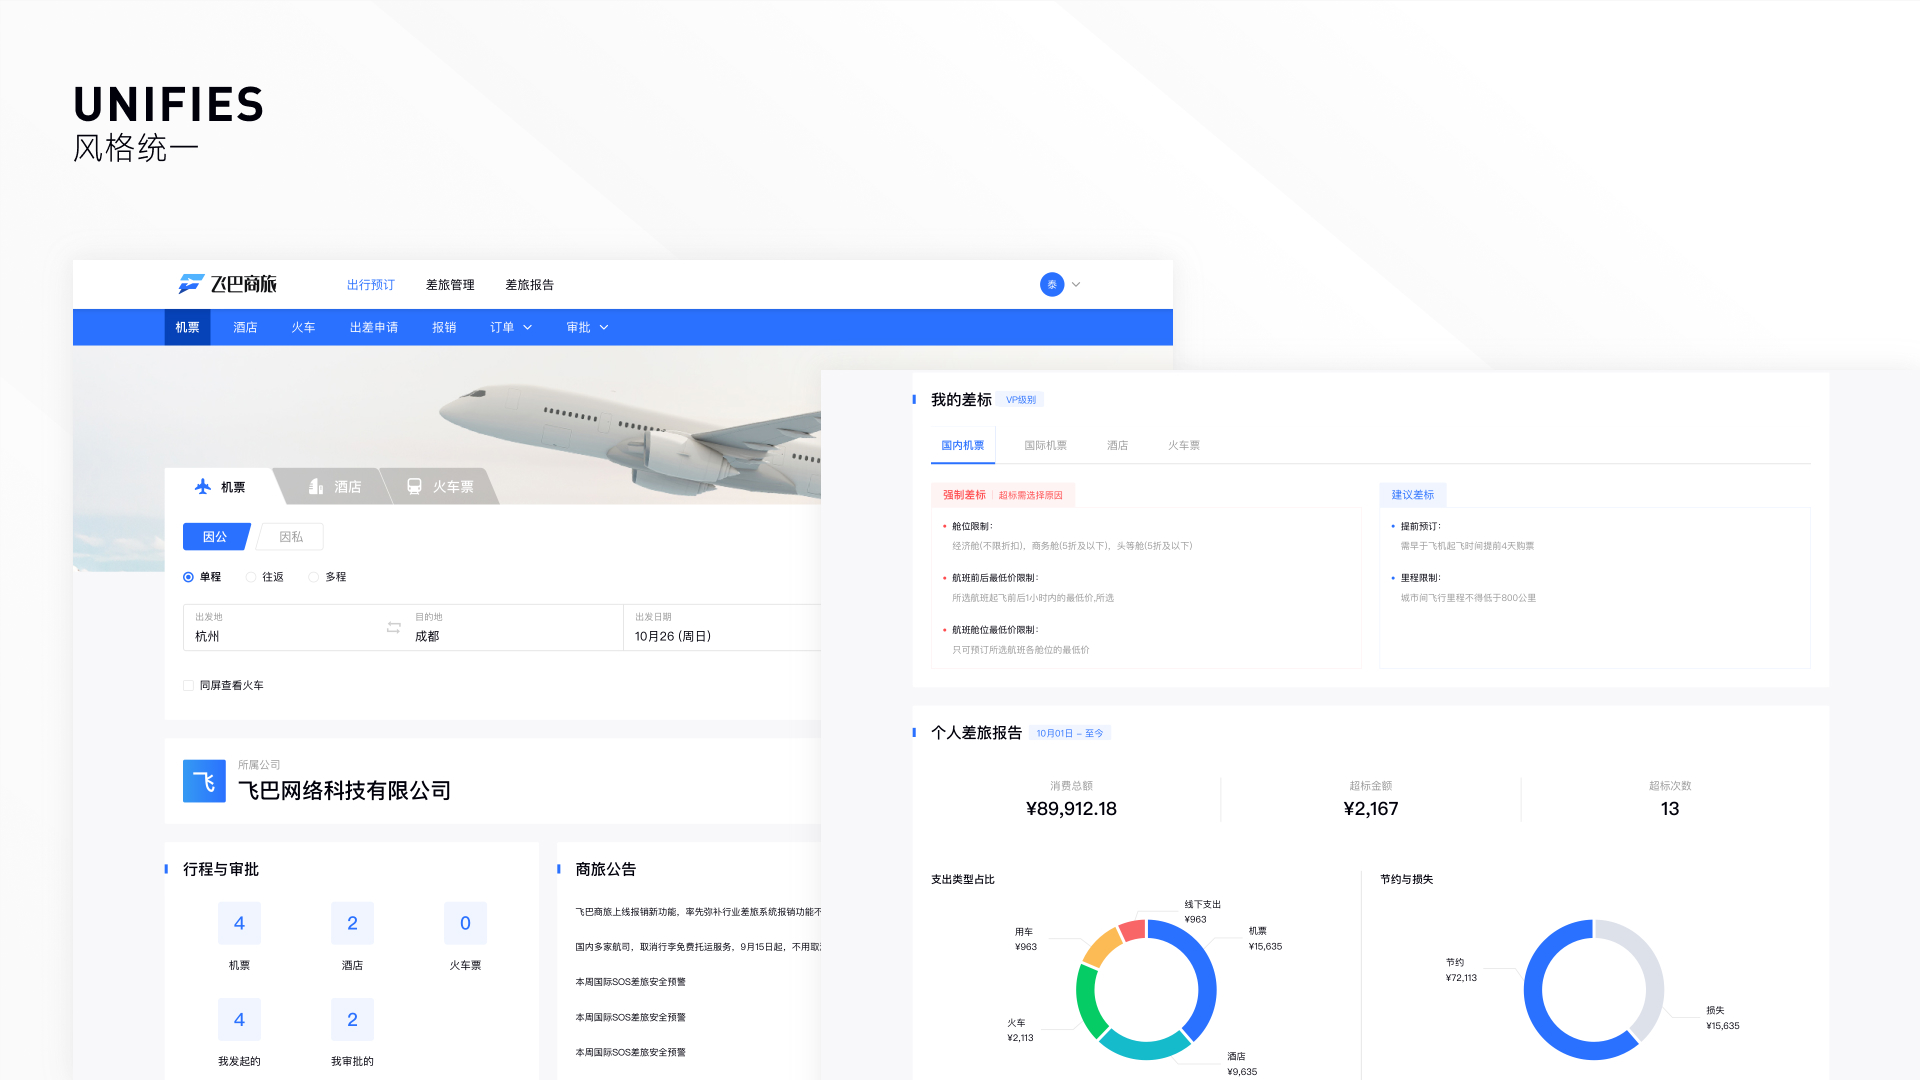 UNIFIES
风格统一
飞巴商旅
出行预订
差旅管理
差旅报告
泰
机票
酒店
火车
出差申请
报销
订单
审批
机票
酒店
火车票
因公
因私
单程
往返
多程
出发地
杭州
目的地
成都
出发日期
10月26 (周日)
同屏查看火车
飞
所属公司
飞巴网络科技有限公司
行程与审批
4
2
0
机票
酒店
火车票
4
2
我发起的
我审批的
商旅公告
飞巴商旅上线报销新功能，率先弥补行业差旅系统报销功能不
国内多家航司，取消行李免费托运服务，9月15日起，不用取
本周国际SOS差旅安全预警
本周国际SOS差旅安全预警
本周国际SOS差旅安全预警
我的差标
VP级别
国内机票
国际机票
酒店
火车票
强制差标
超标需选择原因
舱位限制：
经济舱(不限折扣)，商务舱(5折及以下)，头等舱(5折及以下)
航班前后最低价限制：
所选航班起飞前后1小时内的最低价,所选
航班舱位最低价限制：
只可预订所选航班各舱位的最低价
建议差标
提前预订：
需早于飞机起飞时间提前4天购票
里程限制：
城市间飞行里程不得低于800公里
个人差旅报告
10月01日 – 至今
消费总额
¥89,912.18
超标金额
¥2,167
超标次数
13
支出类型占比
线下支出
¥963
机票
¥15,635
用车
¥963
火车
¥2,113
酒店
¥9,635
节约与损失
节约
¥72,113
损失
¥15,635